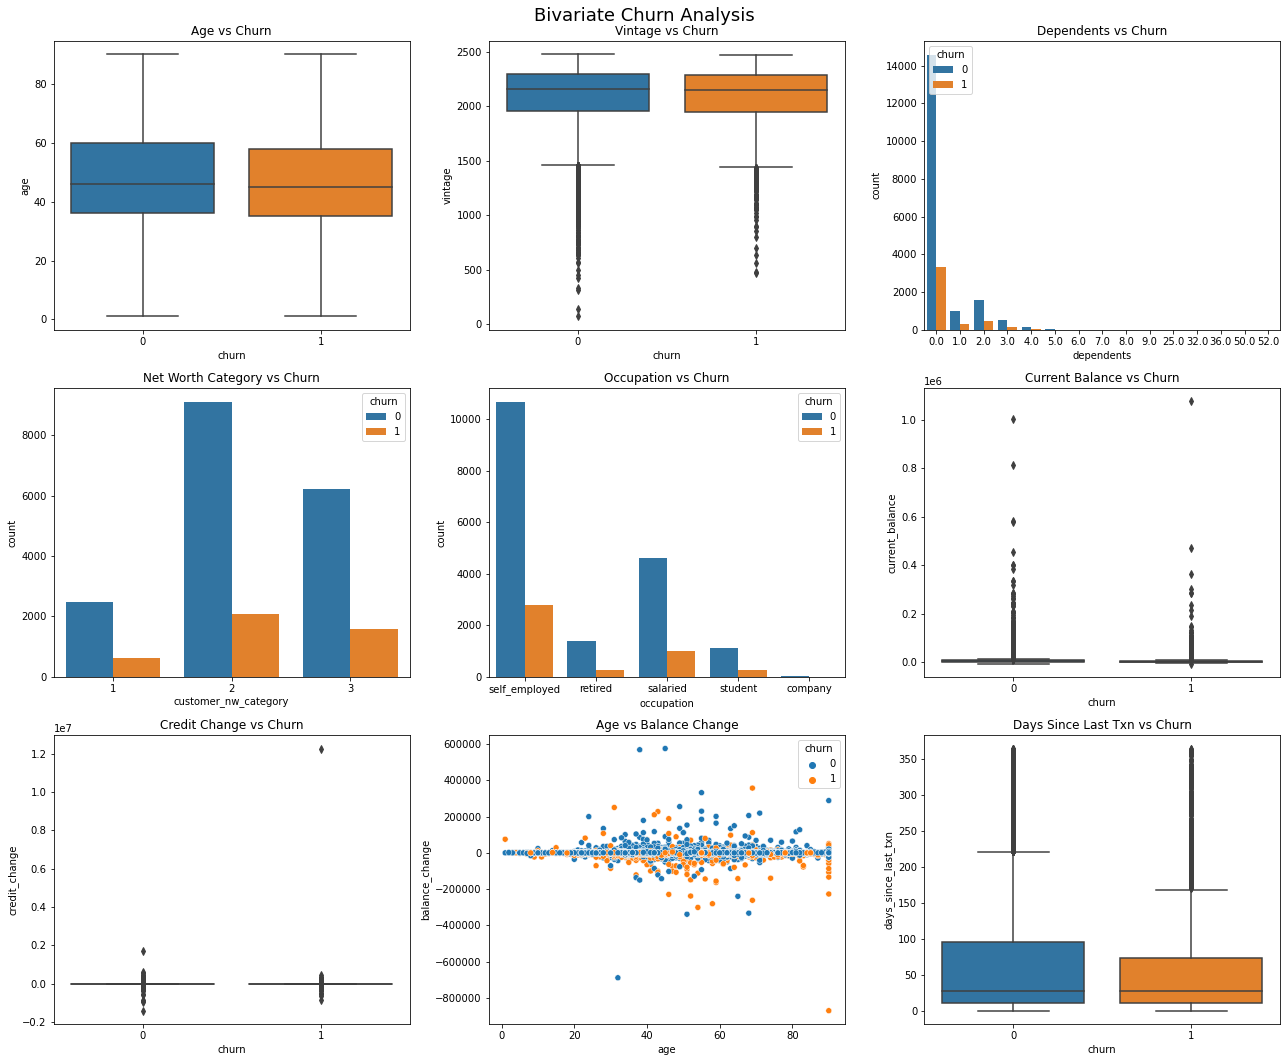 Bivariate Churn Analysis
Age vs Churn
80
60
40
20
0
age
0
1
churn
Vintage vs Churn
2500
2000
1500
1000
500
0
vintage
0
1
churn
Dependents vs Churn
churn
0
1
14000
12000
10000
8000
6000
4000
2000
0
count
0.0 1.0 2.0 3.0 4.0 5.0 6.0 7.0 8.0 9.0 25.0 32.0 36.0 50.0 52.0
dependents
Net Worth Category vs Churn
churn
0
1
8000
6000
4000
2000
0
count
1 2 3
customer_nw_category
Occupation vs Churn
churn
0
1
10000
8000
6000
4000
2000
0
count
self_employed retired salaried student company
occupation
Current Balance vs Churn
1e6
1.0
0.8
0.6
0.4
0.2
0.0
current_balance
0
1
churn
Credit Change vs Churn
1e7
1.2
1.0
0.8
0.6
0.4
0.2
0.0
−0.2
credit_change
0
1
churn
Age vs Balance Change
churn
0
1
600000
400000
200000
0
−200000
−400000
−600000
−800000
balance_change
0 20 40 60 80
age
Days Since Last Txn vs Churn
350
300
250
200
150
100
50
0
days_since_last_txn
0
1
churn